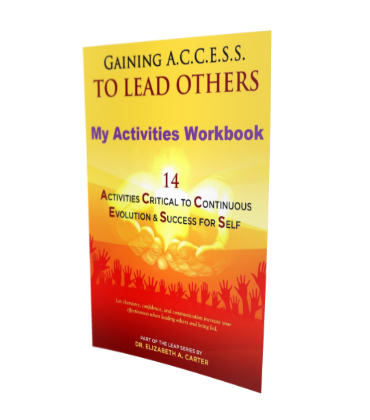 GAINING A.C.C.E.S.S.
TO LEAD OTHERS
My Activities Workbook
14
ACTIVITIES CRITICAL TO CONTINUOUS
EVOLUTION & SUCCESS FOR SELF
Let chemistry, confidence, and communication increase your
effectiveness when leading others and being led.
PART OF THE LEAP SERIES BY
DR. ELIZABETH A. CARTER